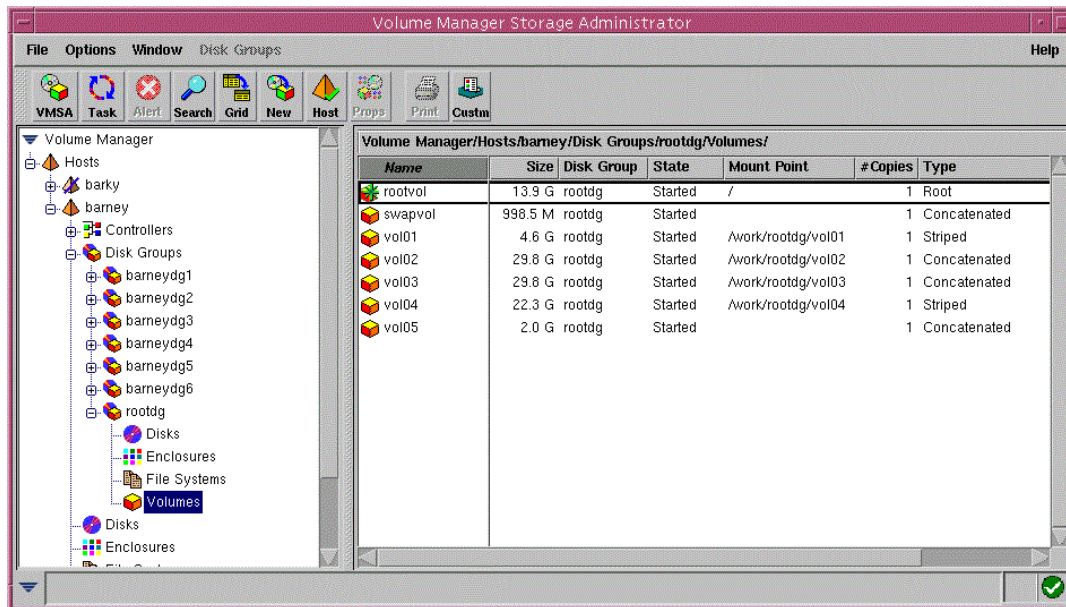 Volume Manager Storage Administrator
File Options Window Disk Groups Help
VMSA Task Alert Search Grid New Host Props Print Custm
Volume Manager
Hosts
barky
barney
Controllers
Disk Groups
barneydg1
barneydg2
barneydg3
barneydg4
barneydg5
barneydg6
rootdg
Disks
Enclosures
File Systems
Volumes
Disks
Enclosures
Volume Manager/Hosts/barney/Disk Groups/rootdg/Volumes/
Name Size Disk Group State Mount Point #Copies Type
rootvol 13.9 G rootdg Started / 1 Root
swapvol 998.5 M rootdg Started 1 Concatenated
vol01 4.6 G rootdg Started /work/rootdg/vol01 1 Striped
vol02 29.8 G rootdg Started /work/rootdg/vol02 1 Concatenated
vol03 29.8 G rootdg Started /work/rootdg/vol03 1 Concatenated
vol04 22.3 G rootdg Started /work/rootdg/vol04 1 Striped
vol05 2.0 G rootdg Started 1 Concatenated